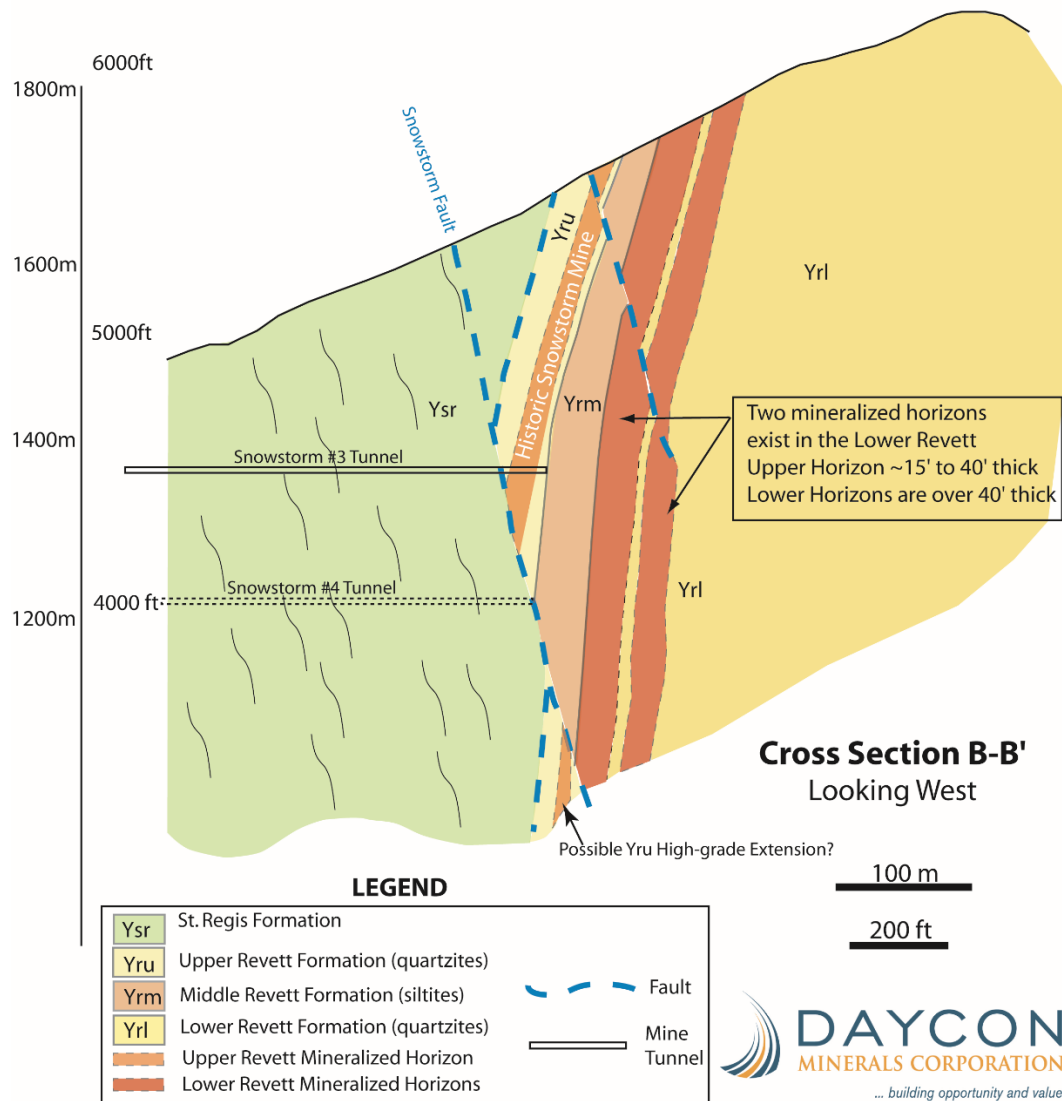 6000ft
1800m
Snowstorm Fault
Yru
1600m
Historic Snowstorm Mine
Yrl
5000ft
Ysr
Yrm
Two mineralized horizons
exist in the Lower Revett
Upper Horizon ~15' to 40' thick
Lower Horizons are over 40' thick
1400m
Snowstorm #3 Tunnel
Snowstorm #4 Tunnel
Yrl
4000 ft
1200m
Cross Section B-B'
Looking West
Possible Yru High-grade Extension?
100 m
200 ft
LEGEND
Ysr St. Regis Formation
Yru Upper Revett Formation (quartzites)
Yrm Middle Revett Formation (siltites)
Yrl Lower Revett Formation (quartzites)
Upper Revett Mineralized Horizon
Lower Revett Mineralized Horizons
Fault
Mine
Tunnel
DAYCON
MINERALS CORPORATION
... building opportunity and value